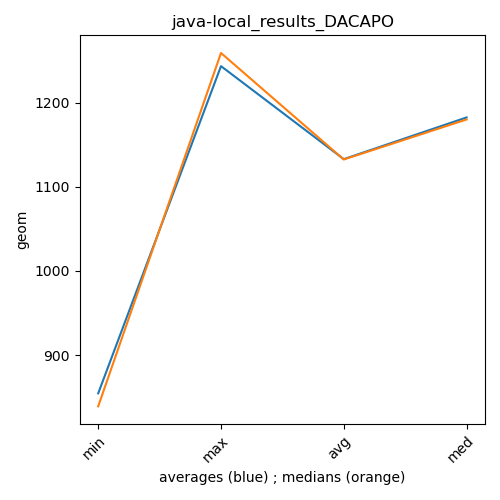 java-local_results_DACAPO
1200
1100
1000
900
geom
min
max
avg
med
averages (blue) ; medians (orange)